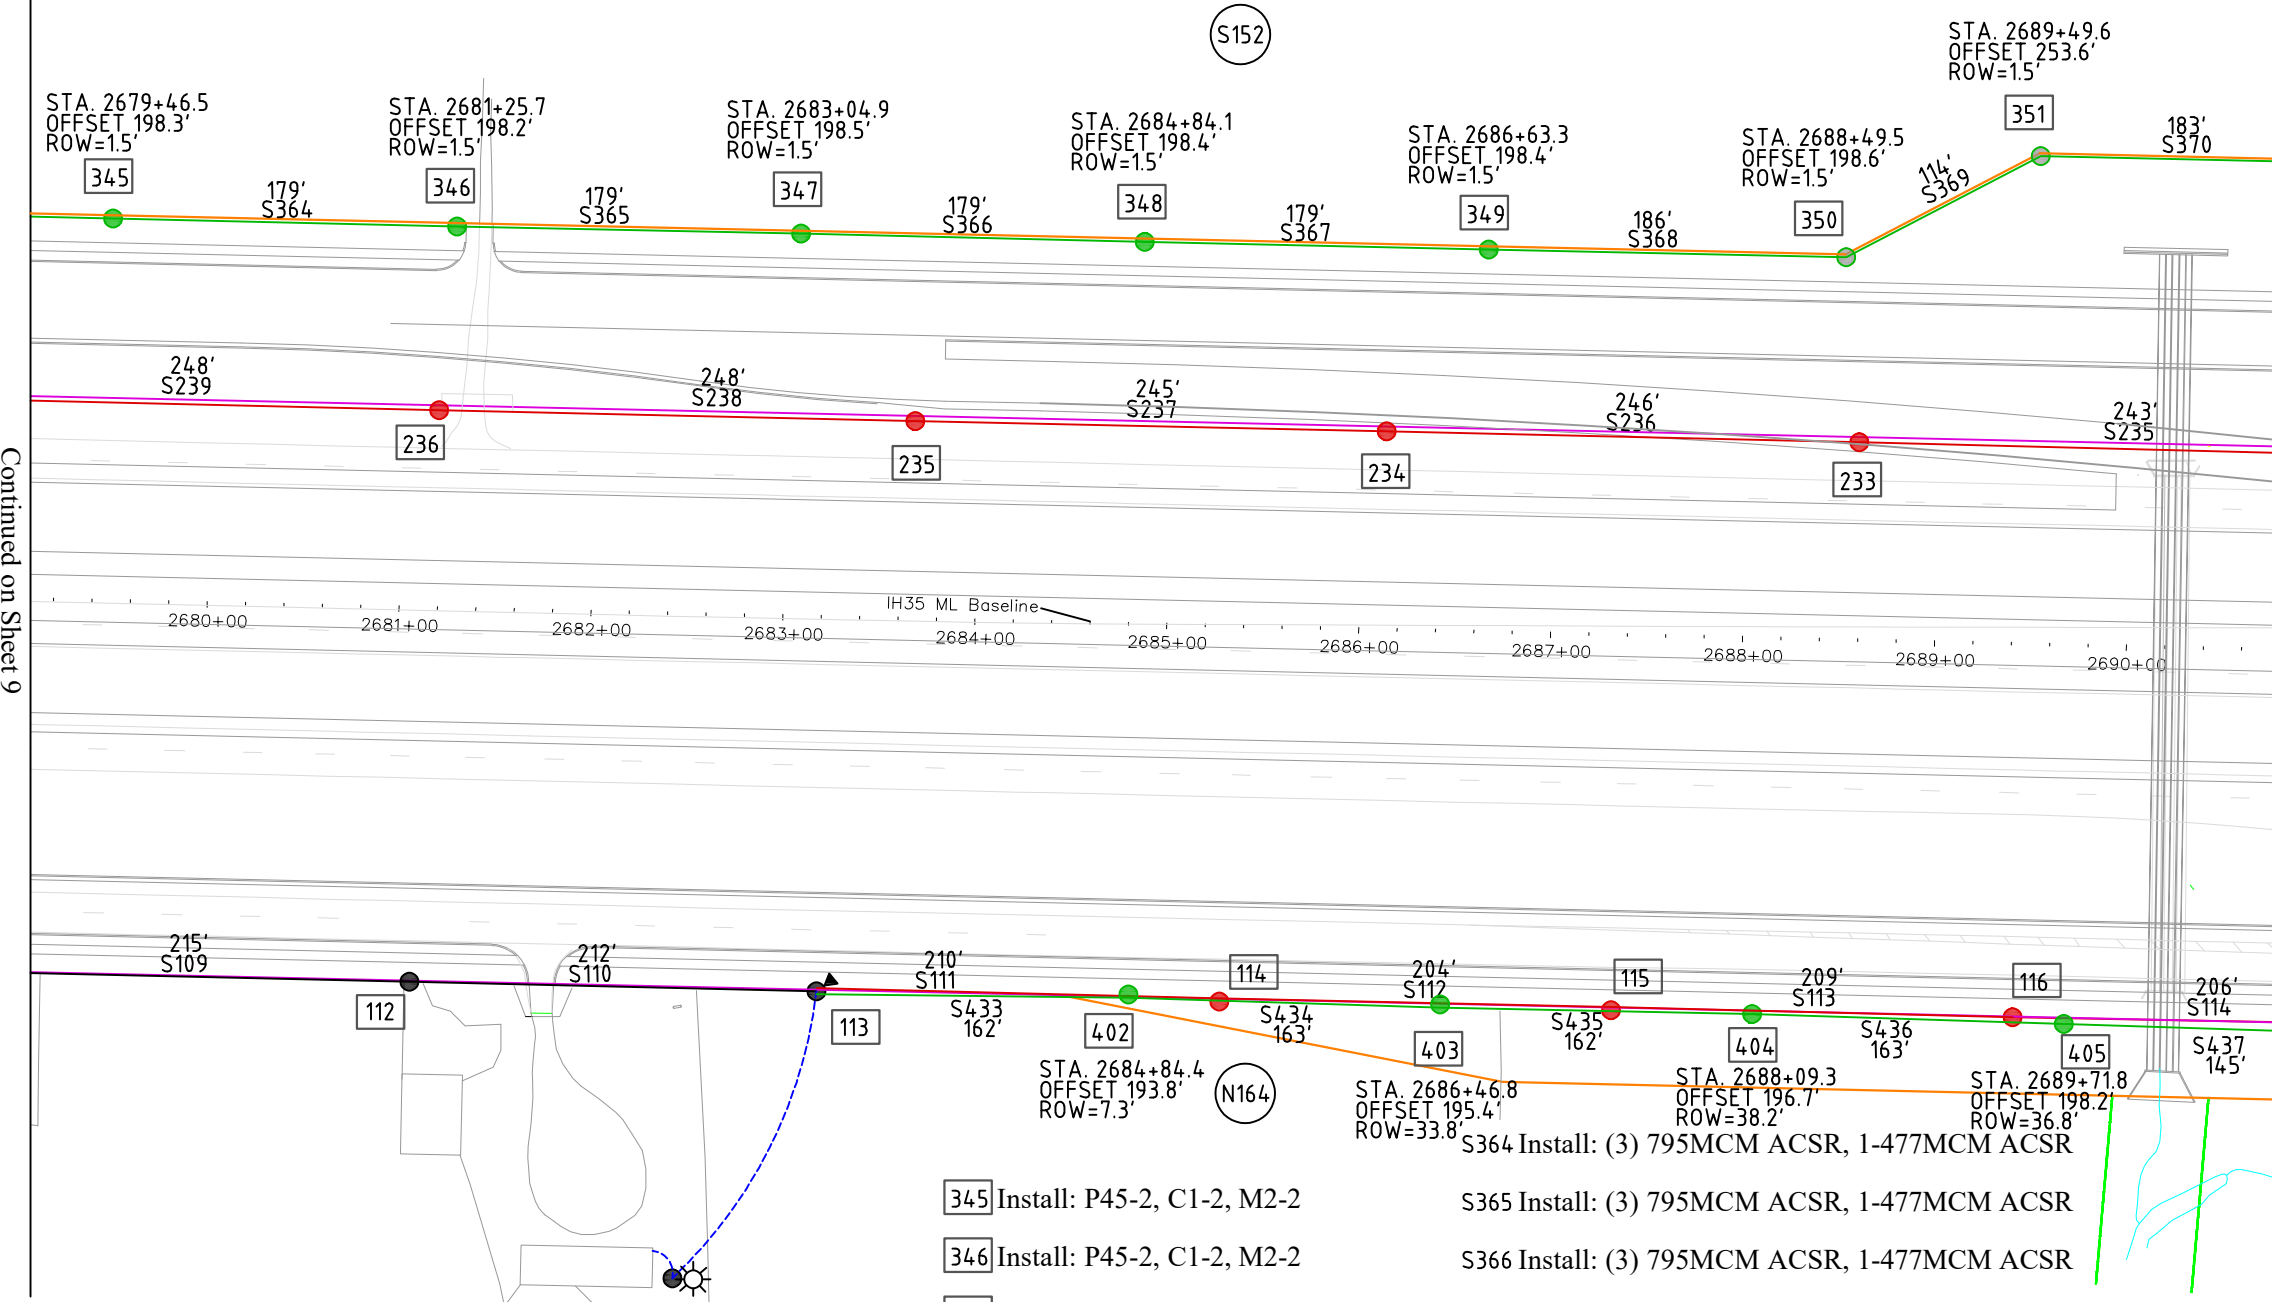 S152
STA. 2689+49.6
OFFSET 253.6'
ROW=1.5'
351
STA. 2679+46.5
OFFSET 198.3'
ROW=1.5'
345
STA. 2681+25.7
OFFSET 198.2'
ROW=1.5'
346
STA. 2683+04.9
OFFSET 198.5'
ROW=1.5'
347
STA. 2684+84.1
OFFSET 198.4'
ROW=1.5'
348
STA. 2686+63.3
OFFSET 198.4'
ROW=1.5'
349
STA. 2688+49.5
OFFSET 198.6'
ROW=1.5'
350
179'
S364
179'
S365
179'
S366
179'
S367
186'
S368
114'
S369
183'
S370
248'
S239
248'
S238
245'
S237
246'
S236
243'
S235
236
235
234
233
Continued on Sheet 9
IH35 ML Baseline
2680+00
2681+00
2682+00
2683+00
2684+00
2685+00
2686+00
2687+00
2688+00
2689+00
2690+00
215'
S109
212'
S110
210'
S111
204'
S112
209'
S113
206'
S114
112
113
114
115
116
S433
162'
S434
163'
S435
162'
S436
163'
S437
145'
402
STA. 2684+84.4
OFFSET 193.8'
ROW=7.3'
N164
403
STA. 2686+46.8
OFFSET 195.4'
ROW=33.8'
404
STA. 2688+09.3
OFFSET 196.7'
ROW=38.2'
405
STA. 2689+71.8
OFFSET 198.2'
ROW=36.8'
S364 Install: (3) 795MCM ACSR, 1-477MCM ACSR
345 Install: P45-2, C1-2, M2-2
S365 Install: (3) 795MCM ACSR, 1-477MCM ACSR
346 Install: P45-2, C1-2, M2-2
S366 Install: (3) 795MCM ACSR, 1-477MCM ACSR